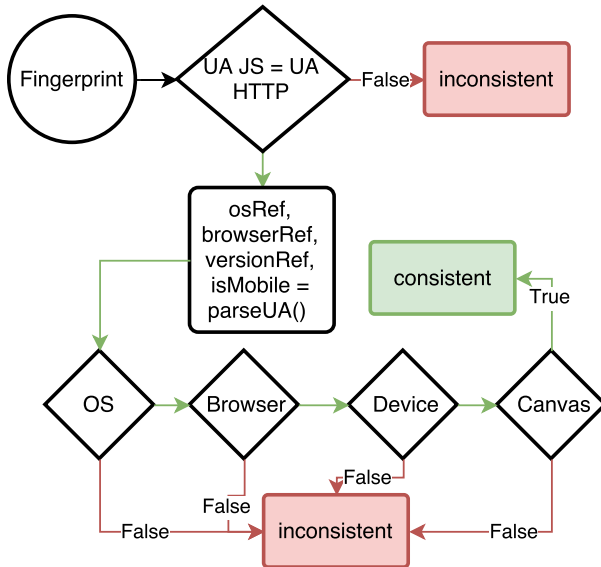 Fingerprint
UA JS = UA
HTTP
False
inconsistent
osRef,
browserRef,
versionRef,
isMobile =
parseUA()
consistent
True
OS
Browser
Device
Canvas
False
False
False
False
inconsistent